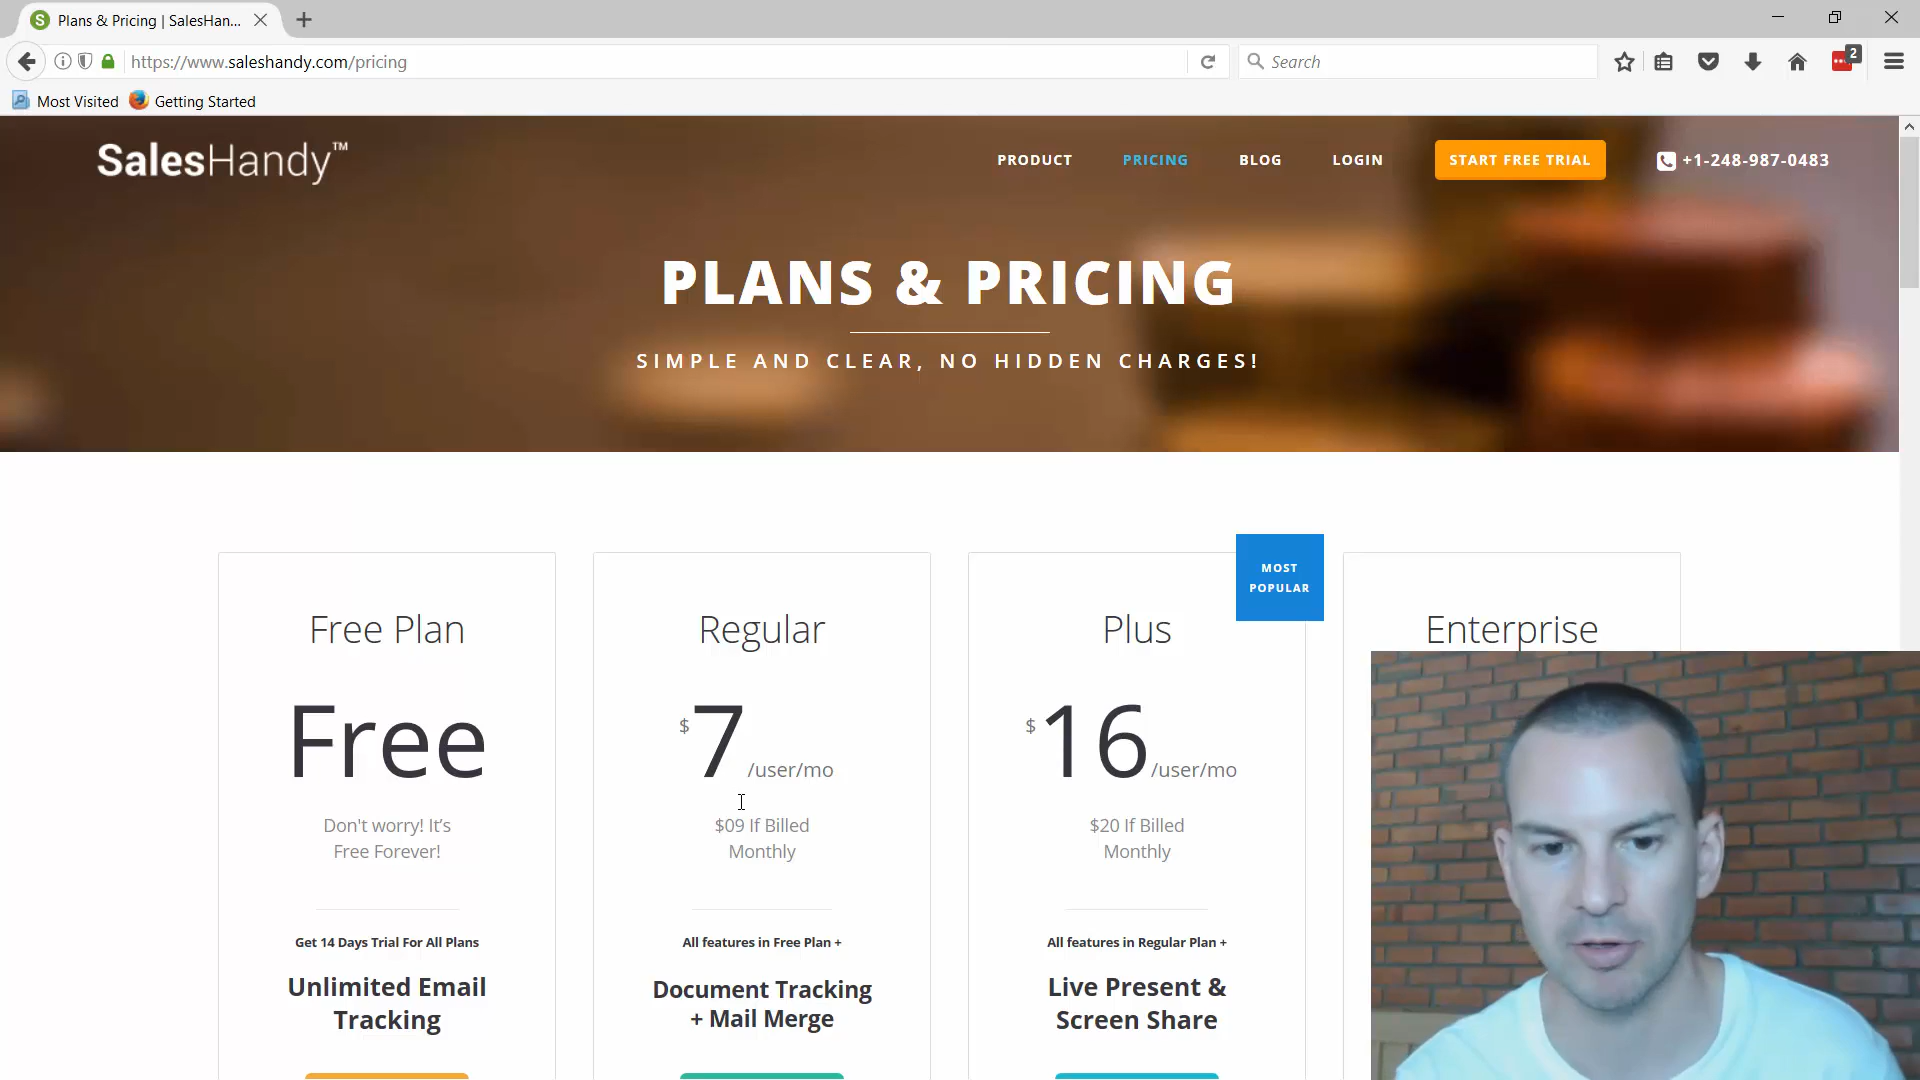 Plans & Pricing | SalesHan...
https://www.saleshandy.com/pricing
Search
2
Most Visited
Getting Started
SalesHandy™
PRODUCT
PRICING
BLOG
LOGIN
START FREE TRIAL
+1-248-987-0483
PLANS & PRICING
SIMPLE AND CLEAR, NO HIDDEN CHARGES!
Free Plan
Free
Don't worry! It's
Free Forever!
Get 14 Days Trial For All Plans
Unlimited Email
Tracking
Regular
$7/user/mo
$09 If Billed
Monthly
All features in Free Plan +
Document Tracking
+ Mail Merge
MOST
POPULAR
Plus
$16/user/mo
$20 If Billed
Monthly
All features in Regular Plan +
Live Present &
Screen Share
Enterprise